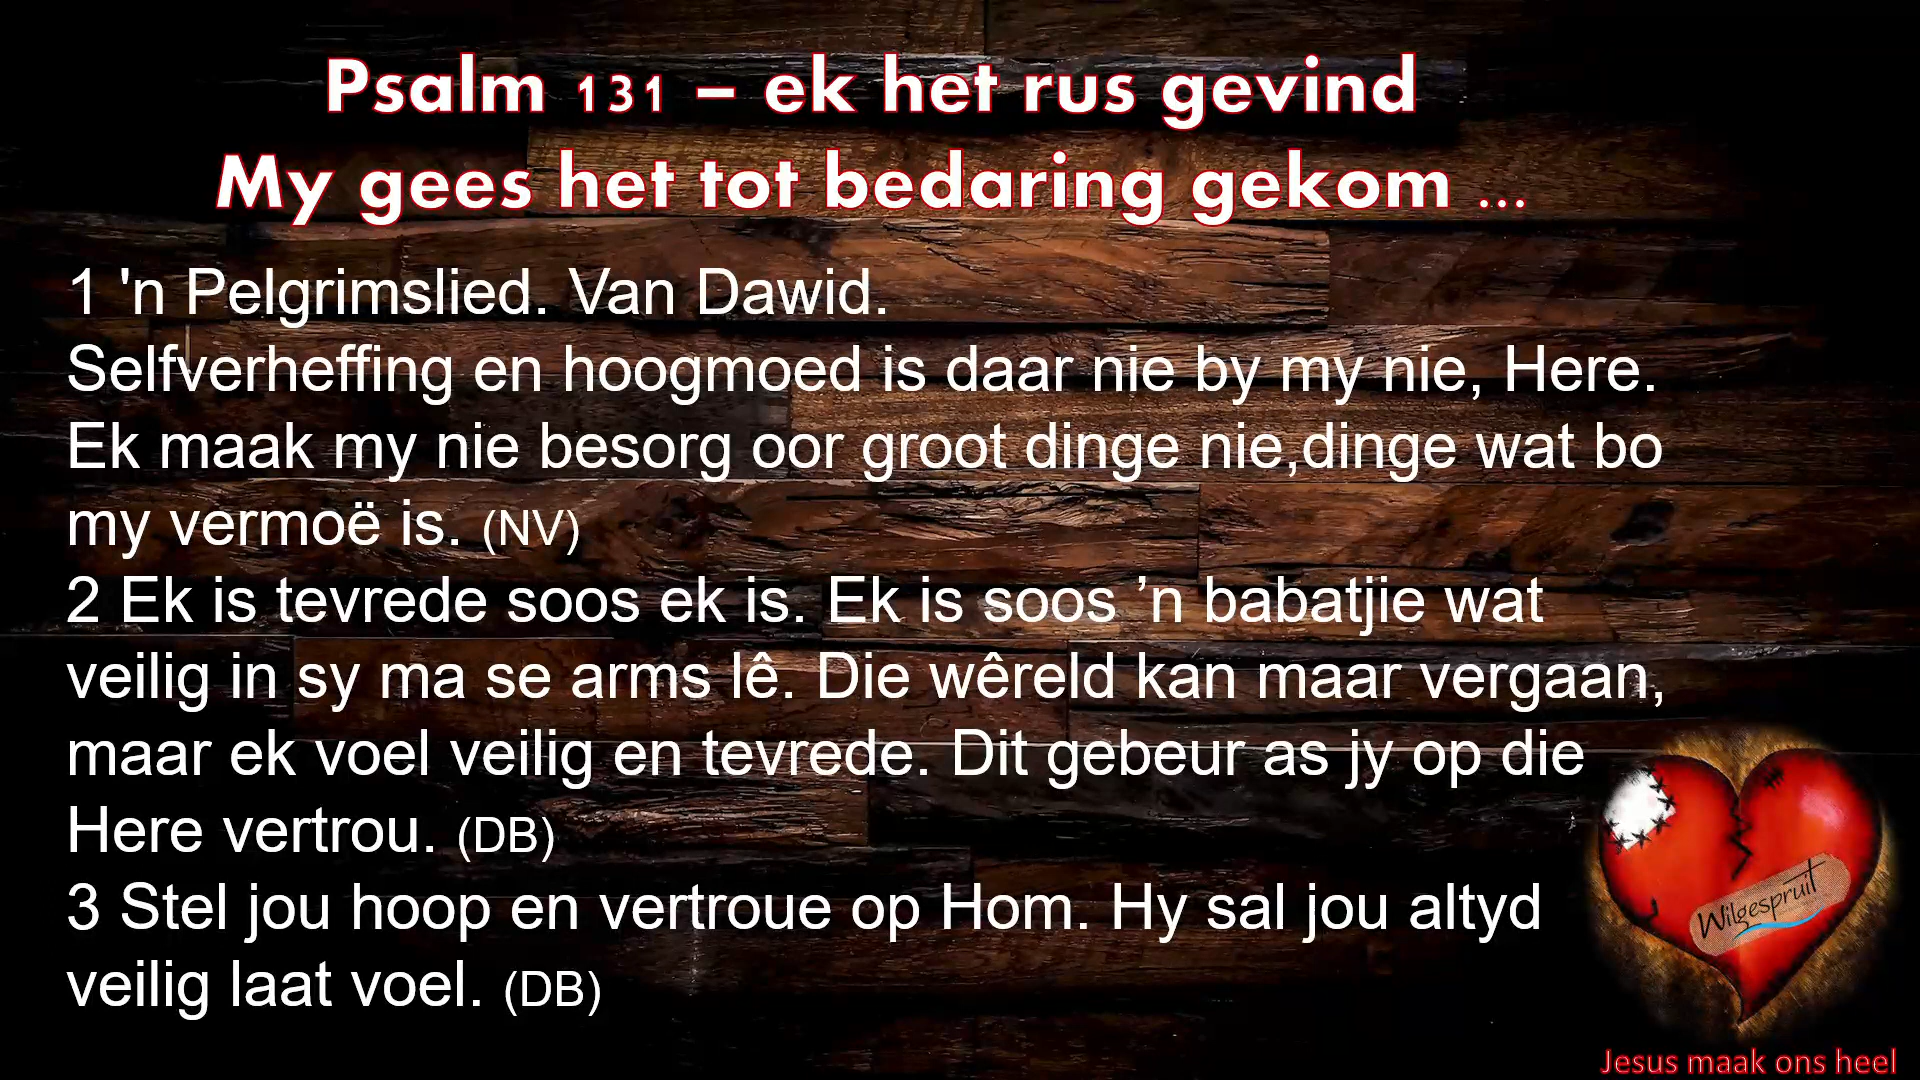 Psalm 131 – ek het rus gevind
My gees het tot bedaring gekom ...
1 'n Pelgrimslied. Van Dawid.
Selfverheffing en hoogmoed is daar nie by my nie, Here.
Ek maak my nie besorg oor groot dinge nie,dinge wat bo
my vermoë is. (NV)
2 Ek is tevrede soos ek is. Ek is soos ’n babatjie wat
veilig in sy ma se arms lê. Die wêreld kan maar vergaan,
maar ek voel veilig en tevrede. Dit gebeur as jy op die
Here vertrou. (DB)
3 Stel jou hoop en vertroue op Hom. Hy sal jou altyd
veilig laat voel. (DB)
Wilgespruit
Jesus maak ons heel